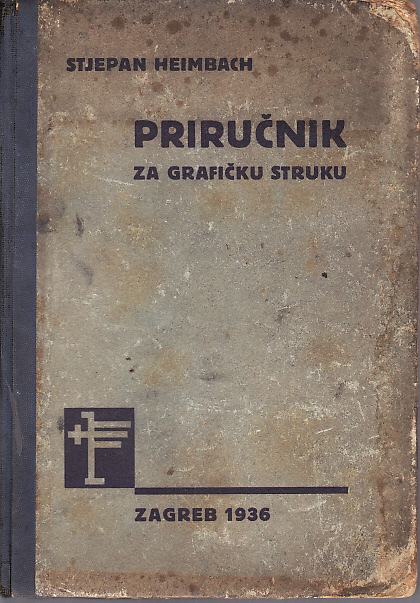 STJEPAN HEIMBACH
PRIRUČNIK
ZA GRAFIČKU STRUKU
ZAGREB 1936